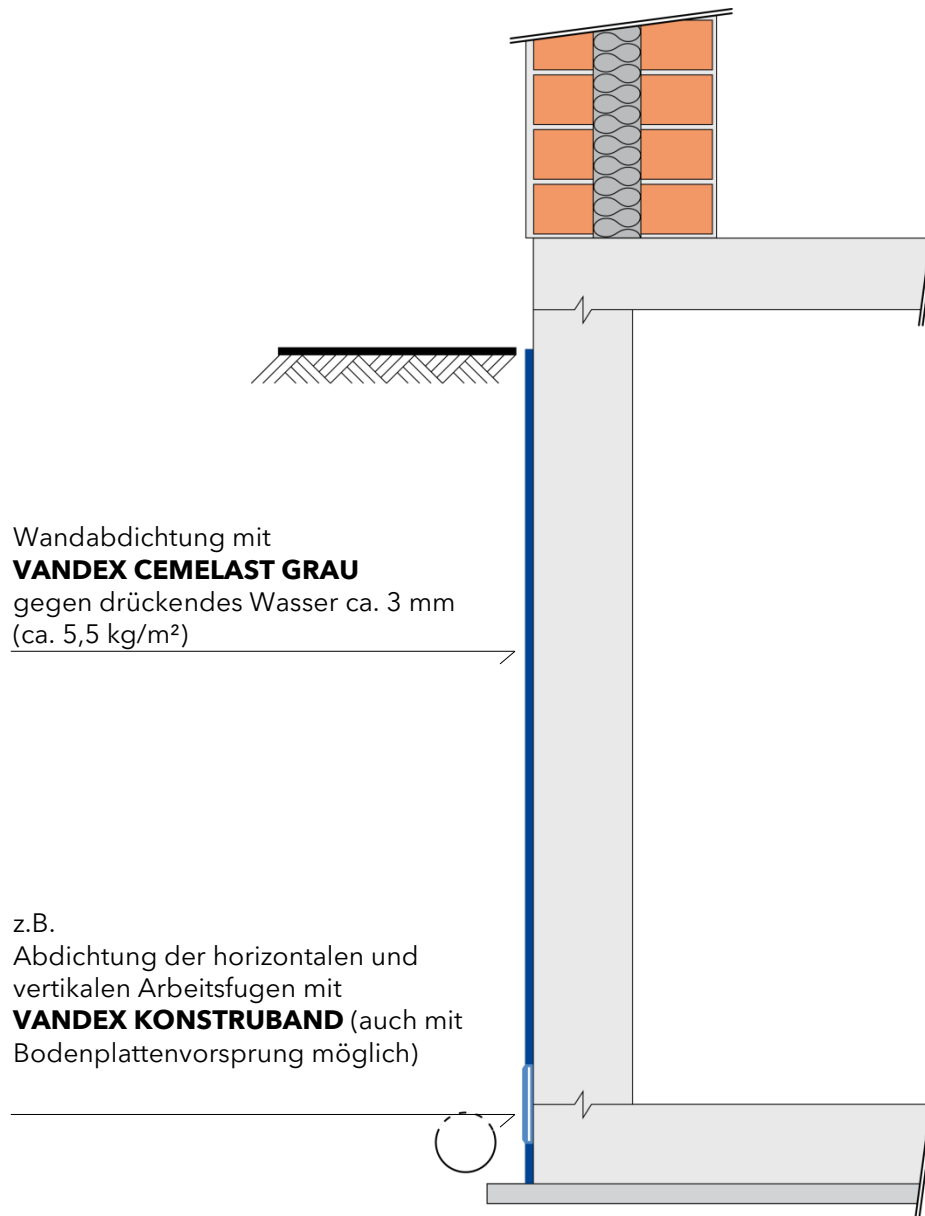 Wandabdichtung mit
VANDEX CEMELAST GRAU
gegen drückendes Wasser ca. 3 mm
(ca. 5,5 kg/m²)
z.B.
Abdichtung der horizontalen und
vertikalen Arbeitsfugen mit
VANDEX KONSTRUBAND (auch mit
Bodenplattenvorsprung möglich)